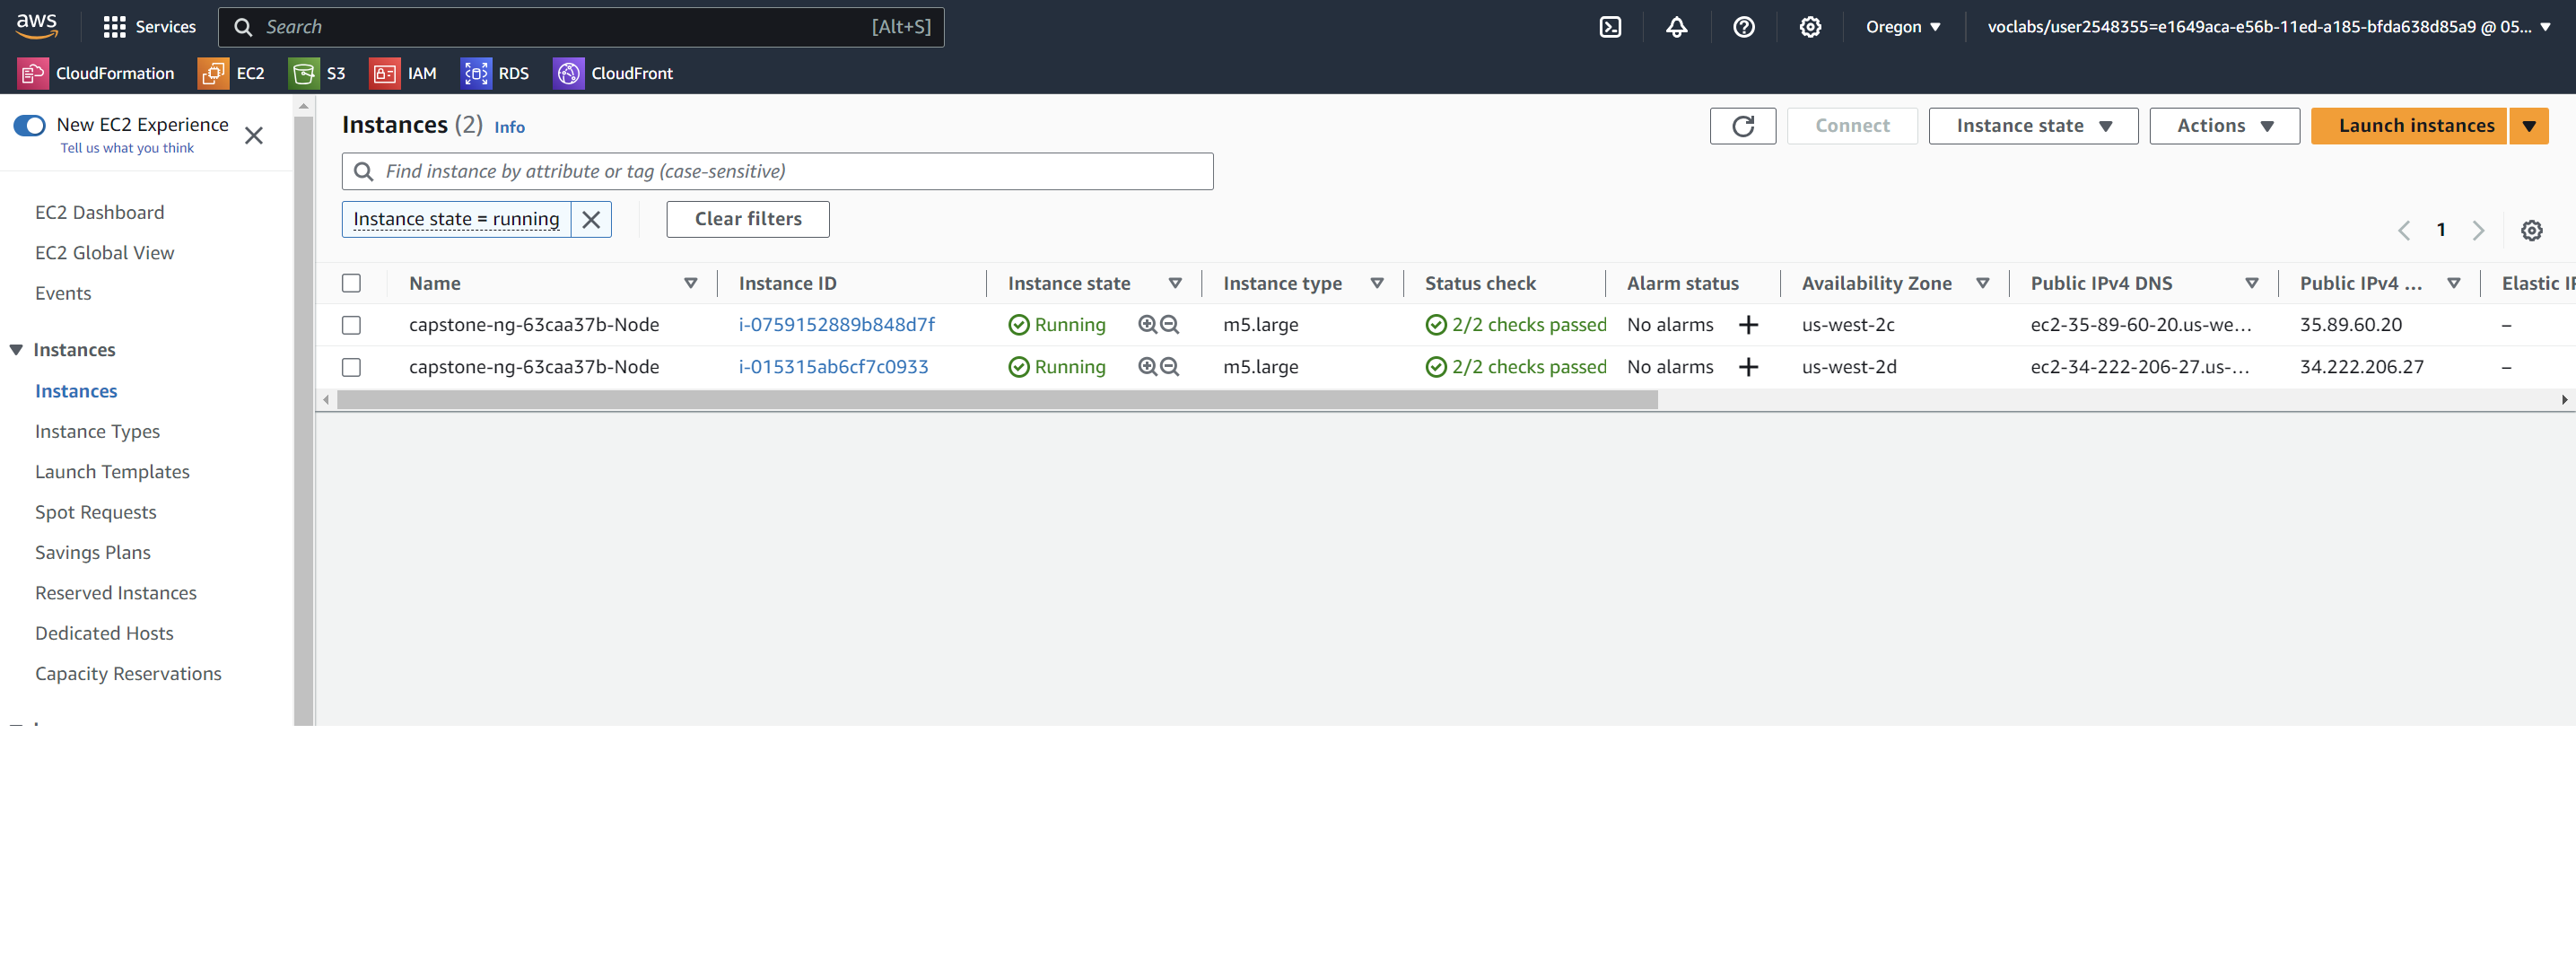 aws
Services
Search
[Alt+S]
Oregon
voclabs/user2548355=e1649aca-e56b-11ed-a185-bfda638d85a9 @ 05...
CloudFormation
EC2
S3
IAM
RDS
CloudFront
New EC2 Experience
Tell us what you think
EC2 Dashboard
EC2 Global View
Events
Instances
Instances
Instance Types
Launch Templates
Spot Requests
Savings Plans
Reserved Instances
Dedicated Hosts
Capacity Reservations
Instances (2) Info
Connect
Instance state
Actions
Launch instances
Find instance by attribute or tag (case-sensitive)
Instance state = running
Clear filters
1
Name Instance ID Instance state Instance type Status check Alarm status Availability Zone Public IPv4 DNS Public IPv4 ... Elastic IP
capstone-ng-63caa37b-Node i-0759152889b848d7f Running m5.large 2/2 checks passed No alarms + us-west-2c ec2-35-89-60-20.us-we... 35.89.60.20 –
capstone-ng-63caa37b-Node i-015315ab6cf7c0933 Running m5.large 2/2 checks passed No alarms + us-west-2d ec2-34-222-206-27.us-... 34.222.206.27 –